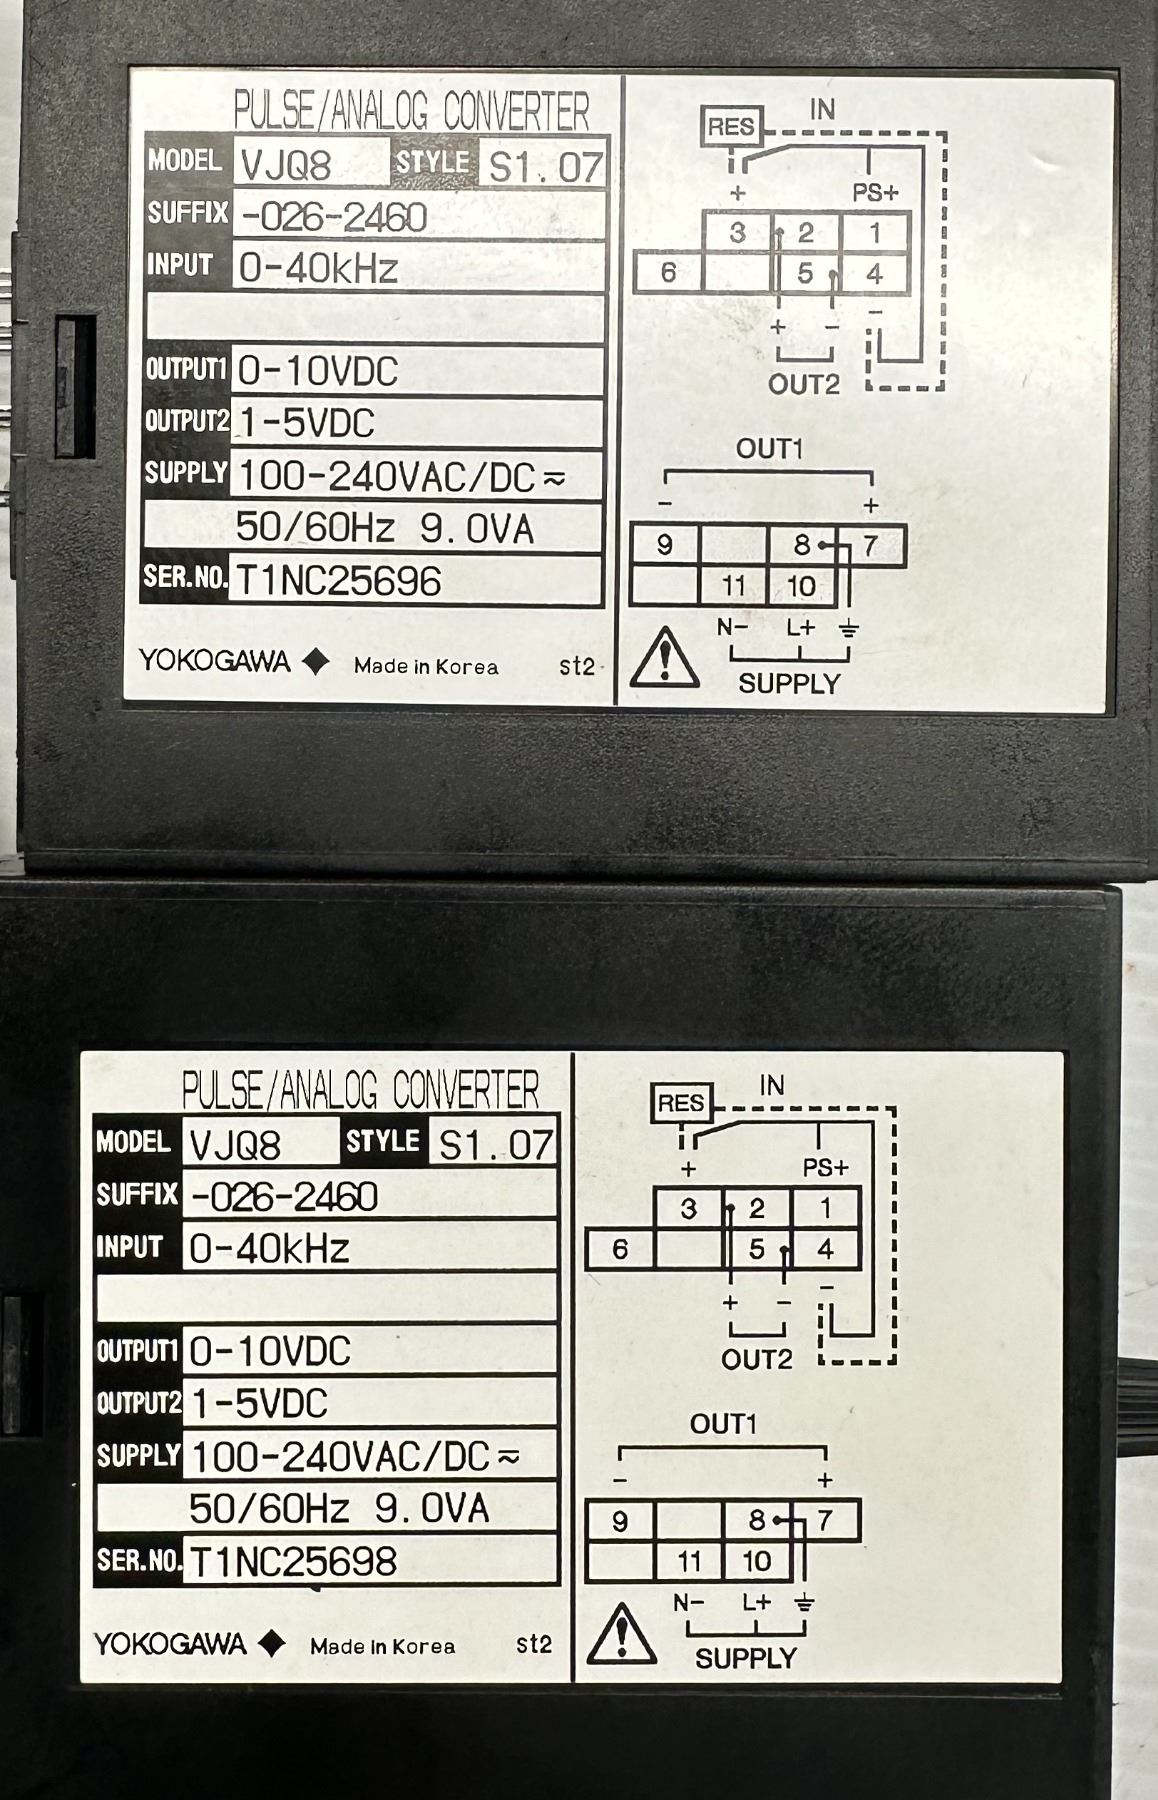 PULSE/ANALOG CONVERTER
MODEL VJQ8 STYLE S1.07
SUFFIX -026-2460
INPUT 0-40kHz
OUTPUT1 0-10VDC
OUTPUT2 1-5VDC
SUPPLY 100-240VAC/DC≂
50/60Hz 9.0VA
SER.NO. T1NC25696
YOKOGAWA ◆ Made in Korea st2
IN
RES
+ PS+
3 2 1
6 5 4
+ - -
OUT2
OUT1
- +
9 8 7
11 10
N- L+
SUPPLY
PULSE/ANALOG CONVERTER
MODEL VJQ8 STYLE S1.07
SUFFIX -026-2460
INPUT 0-40kHz
OUTPUT1 0-10VDC
OUTPUT2 1-5VDC
SUPPLY 100-240VAC/DC≂
50/60Hz 9.0VA
SER.NO. T1NC25698
YOKOGAWA ◆ Made in Korea st2
IN
RES
+ PS+
3 2 1
6 5 4
+ - -
OUT2
OUT1
- +
9 8 7
11 10
N- L+
SUPPLY